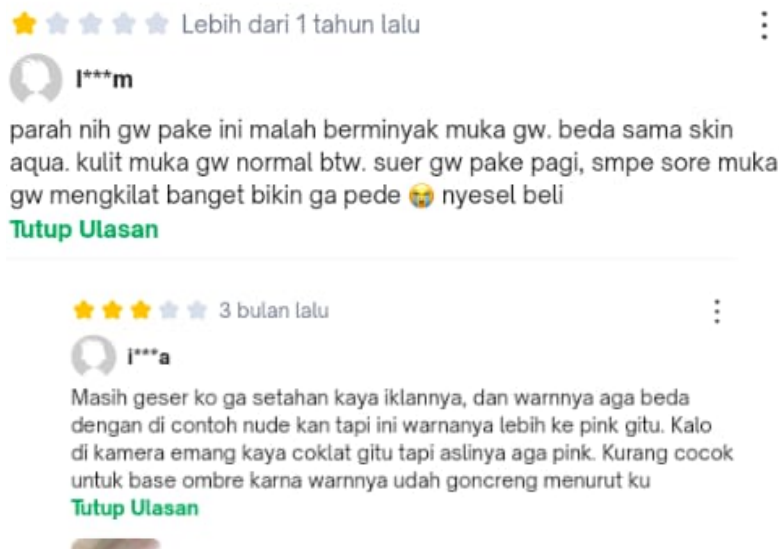 Lebih dari 1 tahun lalu
l***m
parah nih gw pake ini malah berminyak muka gw. beda sama skin
aqua. kulit muka gw normal btw. suer gw pake pagi, smpe sore muka
gw mengkilat banget bikin ga pede 😭 nyesel beli
Tutup Ulasan
3 bulan lalu
i***a
Masih geser ko ga setahan kaya iklannya, dan warnnya aga beda
dengan di contoh nude kan tapi ini warnanya lebih ke pink gitu. Kalo
di kamera emang kaya coklat gitu tapi aslinya aga pink. Kurang cocok
untuk base ombre karna warnnya udah goncreng menurut ku
Tutup Ulasan